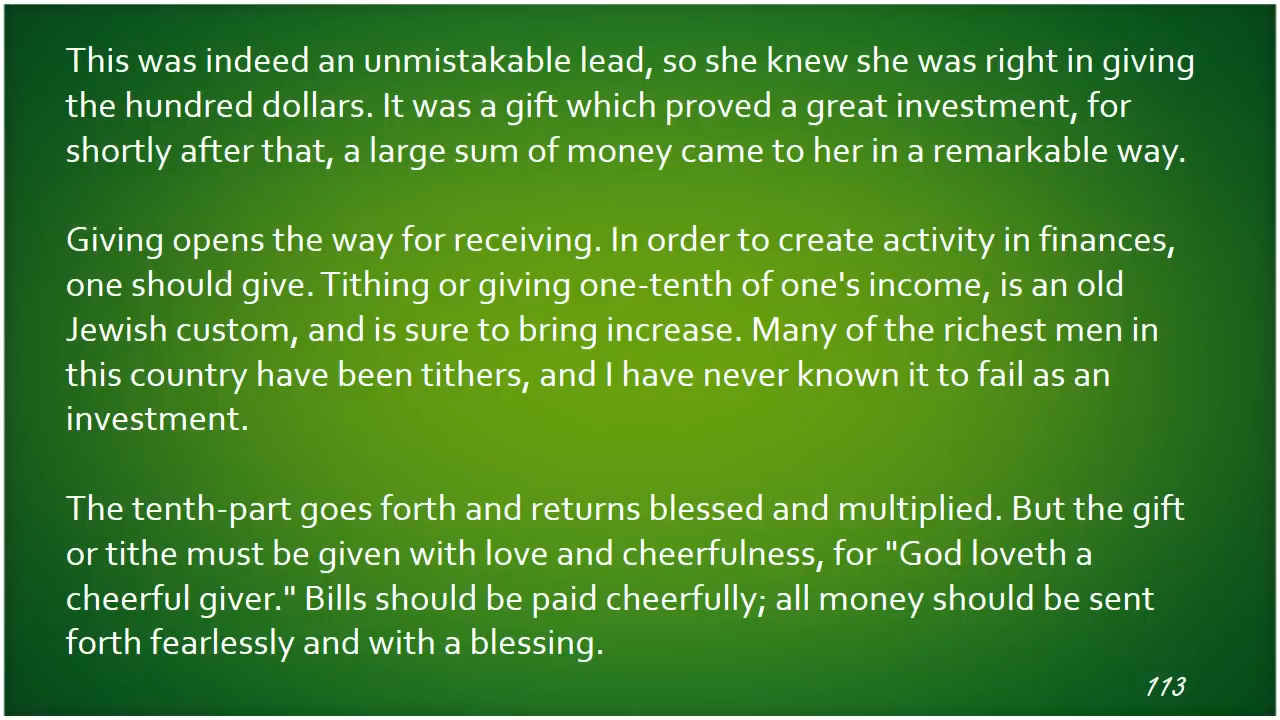 This was indeed an unmistakable lead, so she knew she was right in giving
the hundred dollars. It was a gift which proved a great investment, for
shortly after that, a large sum of money came to her in a remarkable way.
Giving opens the way for receiving. In order to create activity in finances,
one should give. Tithing or giving one-tenth of one's income, is an old
Jewish custom, and is sure to bring increase. Many of the richest men in
this country have been tithers, and I have never known it to fail as an
investment.
The tenth-part goes forth and returns blessed and multiplied. But the gift
or tithe must be given with love and cheerfulness, for "God loveth a
cheerful giver." Bills should be paid cheerfully; all money should be sent
forth fearlessly and with a blessing.
113